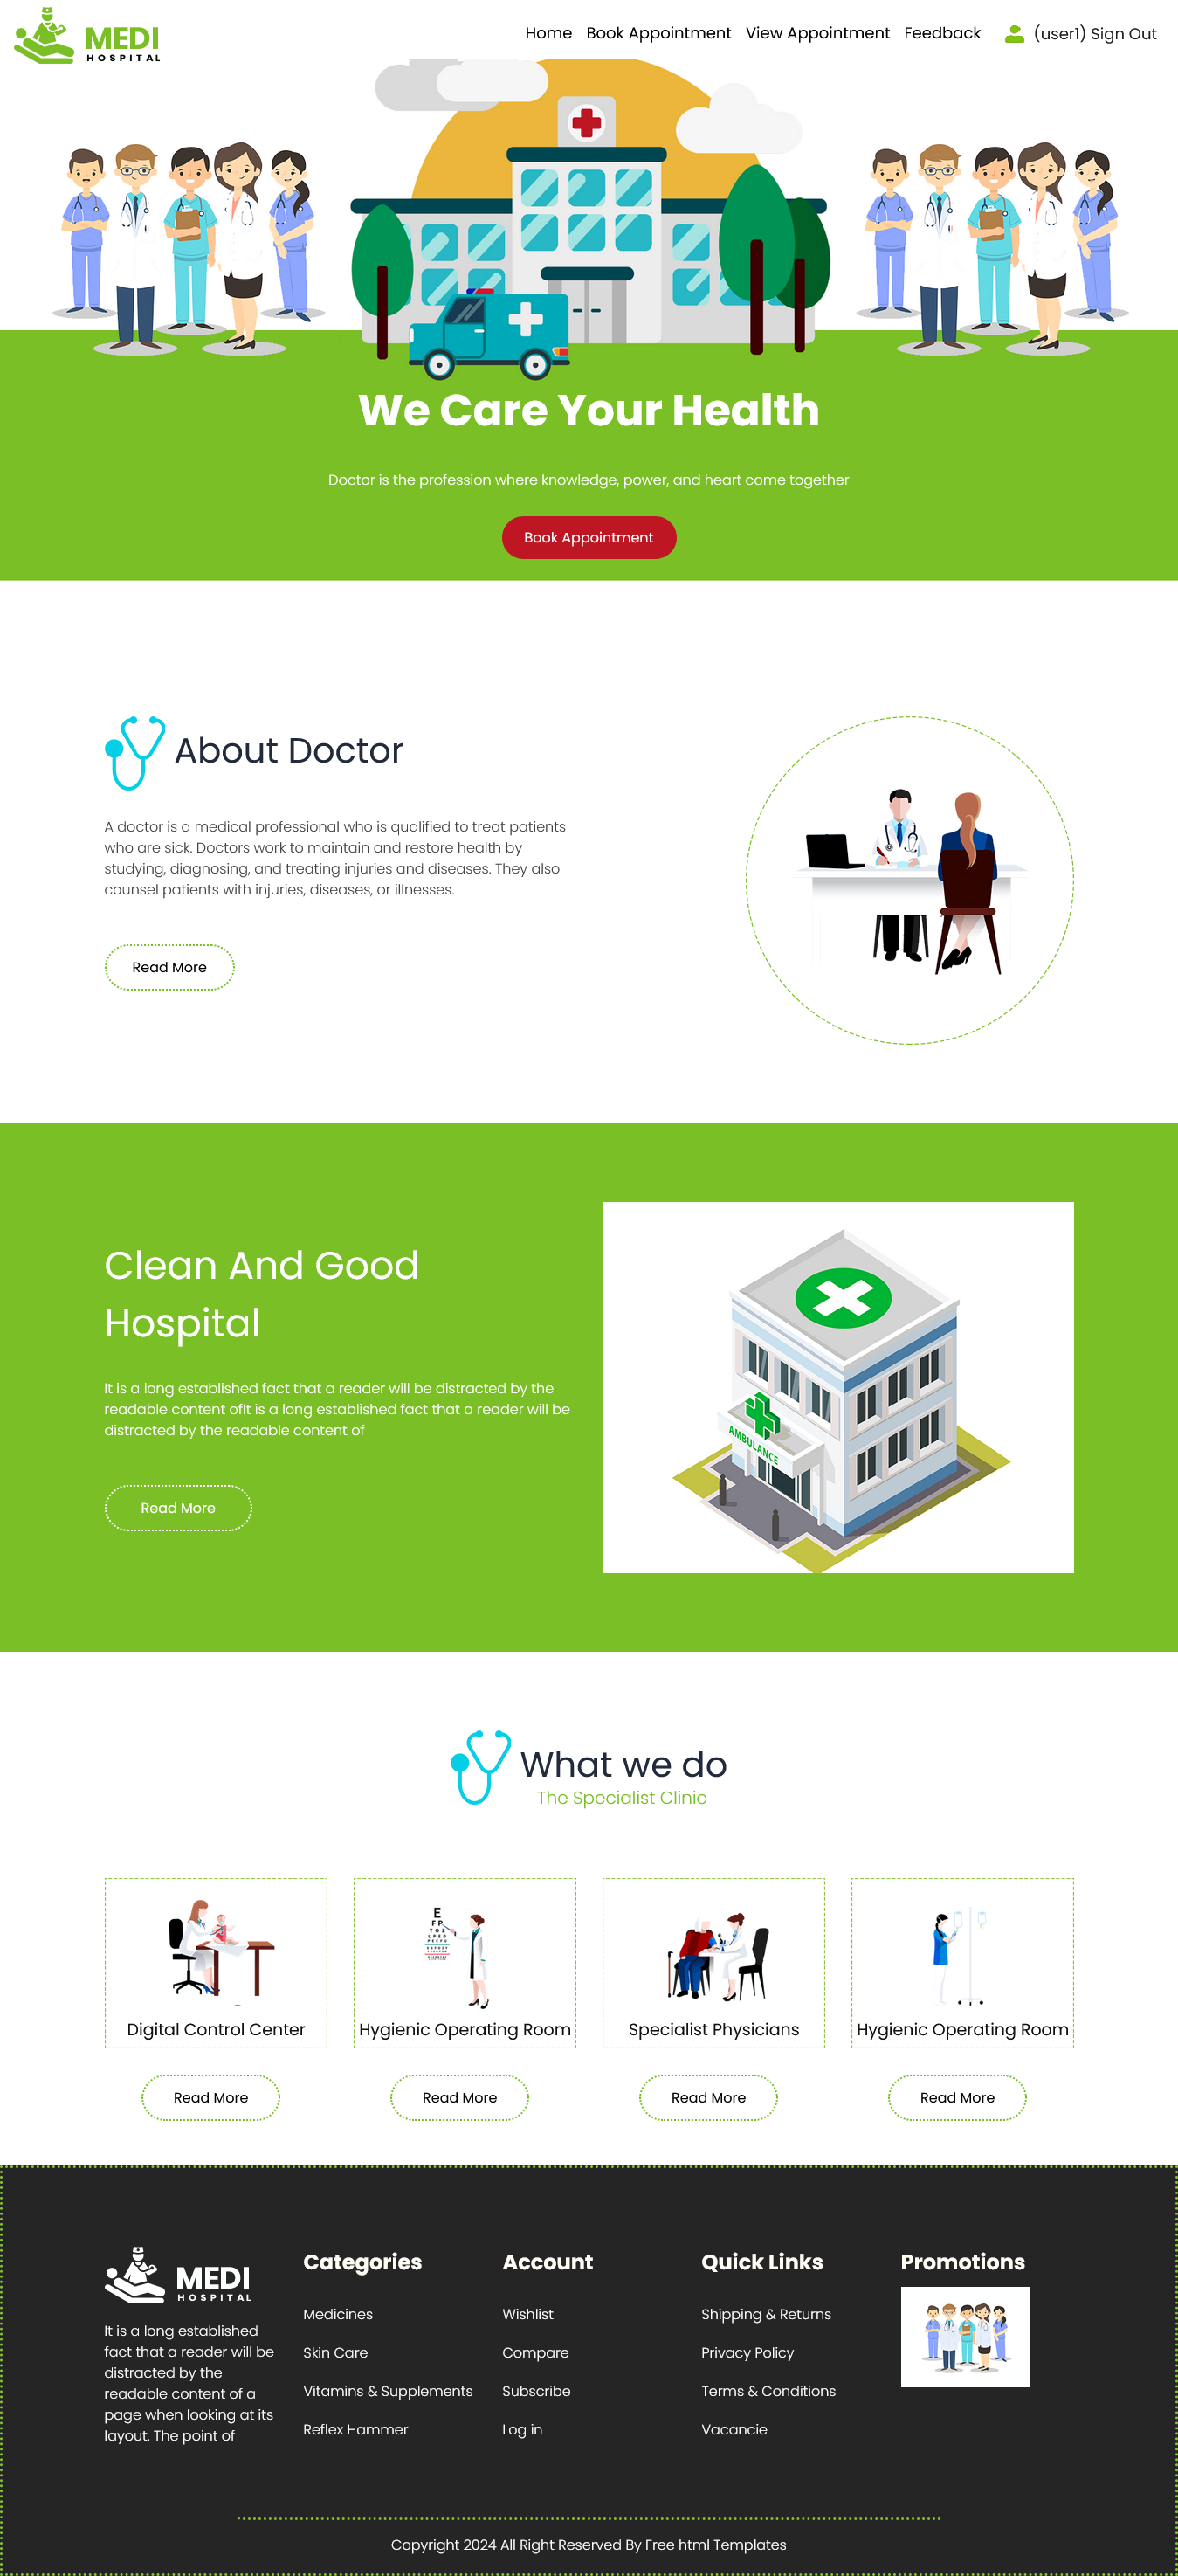 MEDI
HOSPITAL
Home Book Appointment View Appointment Feedback (user1) Sign Out
We Care Your Health
Doctor is the profession where knowledge, power, and heart come together
Book Appointment
About Doctor
A doctor is a medical professional who is qualified to treat patients
who are sick. Doctors work to maintain and restore health by
studying, diagnosing, and treating injuries and diseases. They also
counsel patients with injuries, diseases, or illnesses.
Read More
Clean And Good
Hospital
It is a long established fact that a reader will be distracted by the
readable content ofIt is a long established fact that a reader will be
distracted by the readable content of
Read More
AMBULANCE
What we do
The Specialist Clinic
E
F P
T O Z
L P E D
Digital Control Center
Hygienic Operating Room
Specialist Physicians
Hygienic Operating Room
Read More
Read More
Read More
Read More
MEDI
HOSPITAL
It is a long established
fact that a reader will be
distracted by the
readable content of a
page when looking at its
layout. The point of
Categories
Medicines
Skin Care
Vitamins & Supplements
Reflex Hammer
Account
Wishlist
Compare
Subscribe
Log in
Quick Links
Shipping & Returns
Privacy Policy
Terms & Conditions
Vacancie
Promotions
Copyright 2024 All Right Reserved By Free html Templates